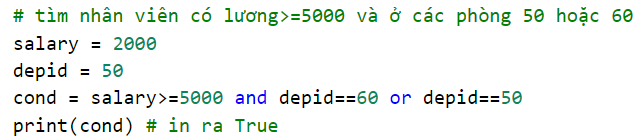 # tìm nhân viên có lương>=5000 và ở các phòng 50 hoặc 60
salary = 2000
depid = 50
cond = salary>=5000 and depid==60 or depid==50
print(cond) # in ra True